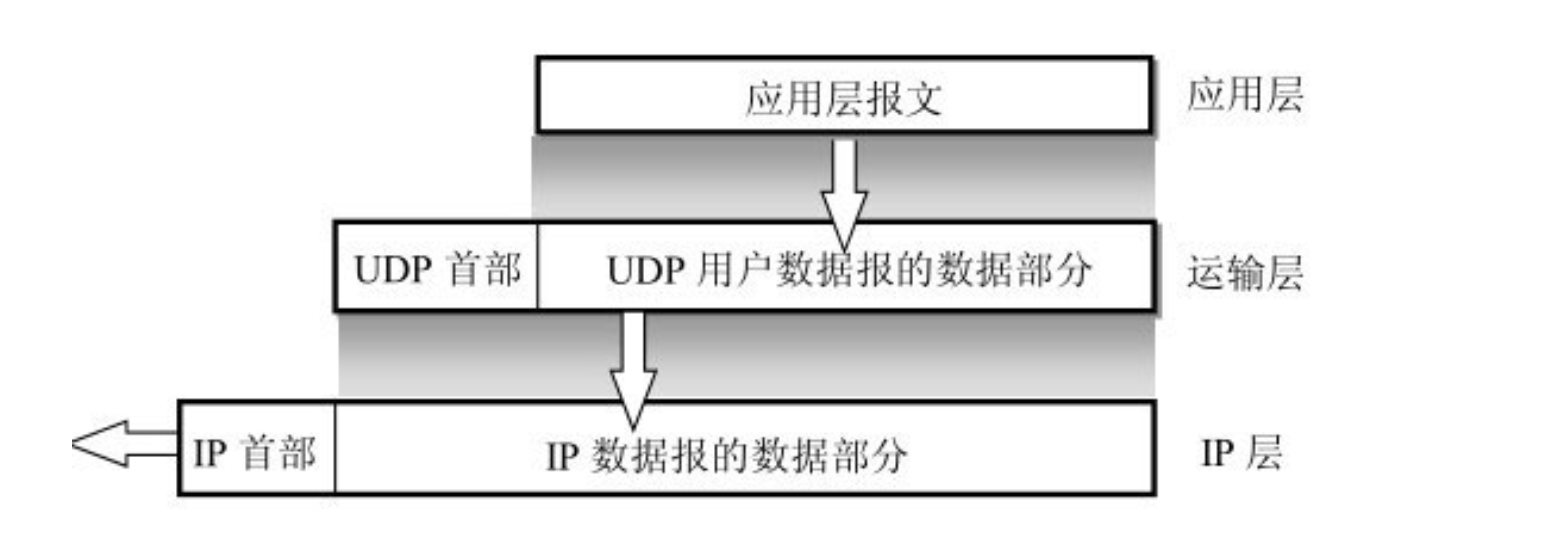 应用层报文 应用层
UDP 首部 UDP 用户数据报的数据部分 运输层
IP 首部 IP 数据报的数据部分 IP 层